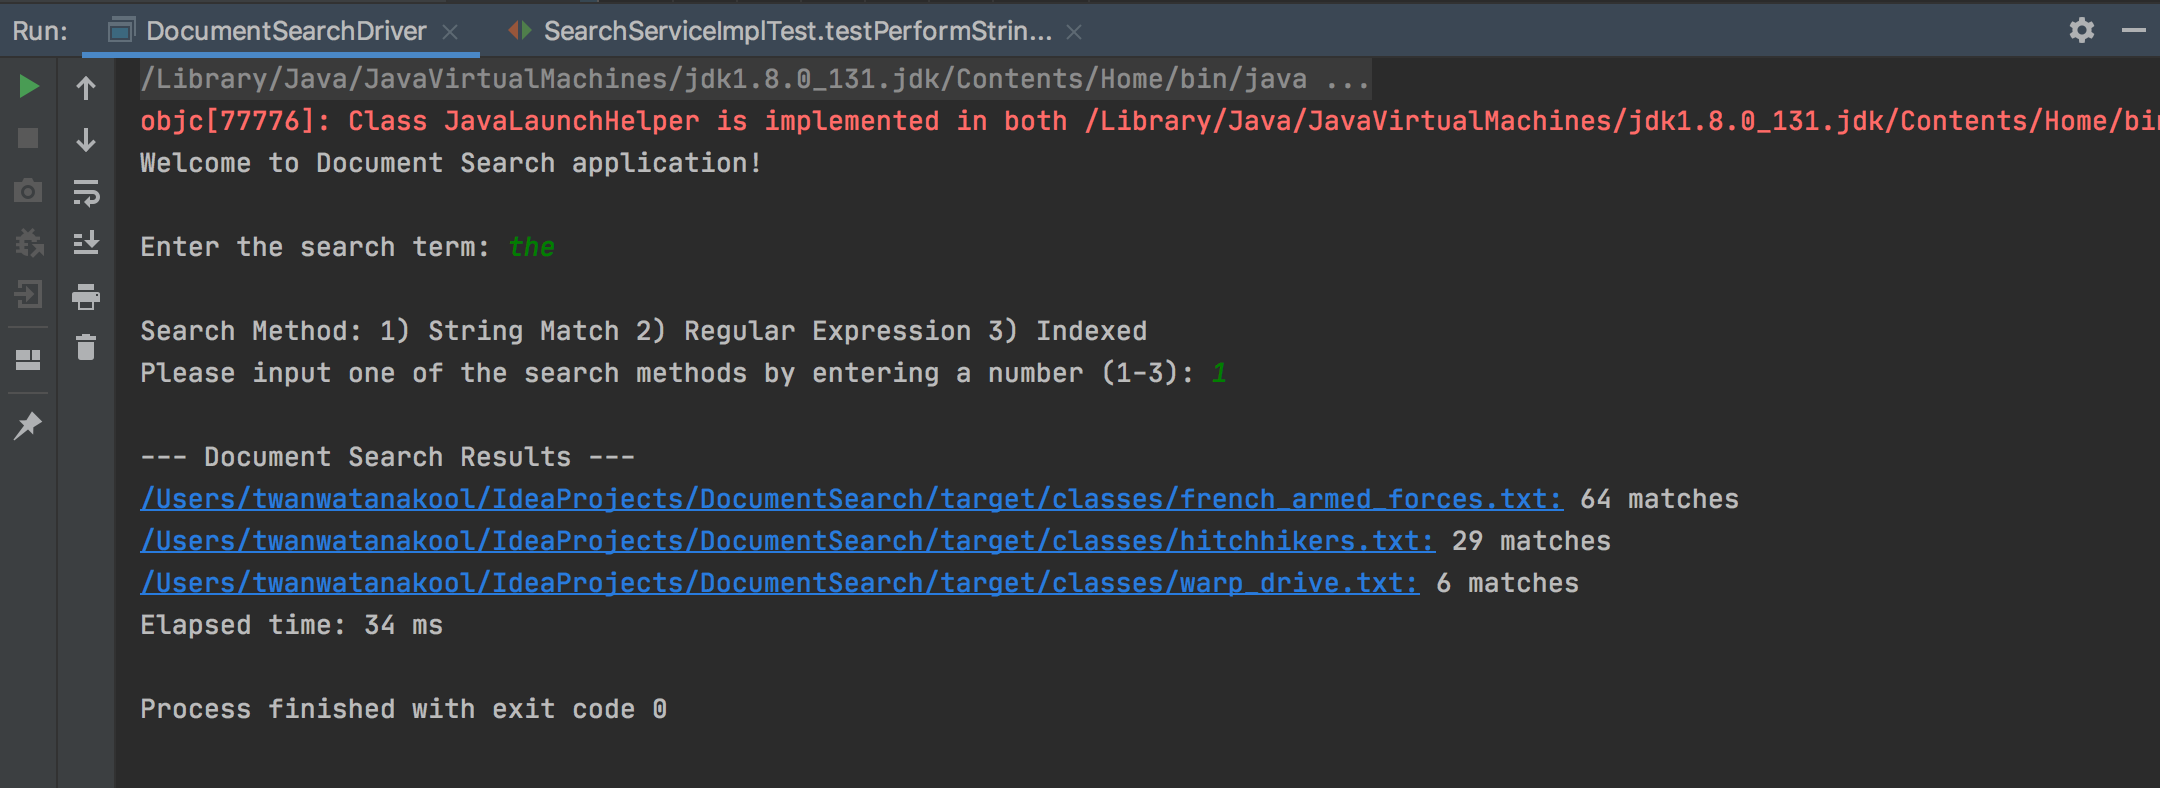 Run: DocumentSearchDriver SearchServiceImplTest.testPerformStrin...
/Library/Java/JavaVirtualMachines/jdk1.8.0_131.jdk/Contents/Home/bin/java ...
objc[77776]: Class JavaLaunchHelper is implemented in both /Library/Java/JavaVirtualMachines/jdk1.8.0_131.jdk/Contents/Home/bin
Welcome to Document Search application!
Enter the search term: the
Search Method: 1) String Match 2) Regular Expression 3) Indexed
Please input one of the search methods by entering a number (1-3): 1
--- Document Search Results ---
/Users/twanwatanakool/IdeaProjects/DocumentSearch/target/classes/french_armed_forces.txt: 64 matches
/Users/twanwatanakool/IdeaProjects/DocumentSearch/target/classes/hitchhikers.txt: 29 matches
/Users/twanwatanakool/IdeaProjects/DocumentSearch/target/classes/warp_drive.txt: 6 matches
Elapsed time: 34 ms
Process finished with exit code 0